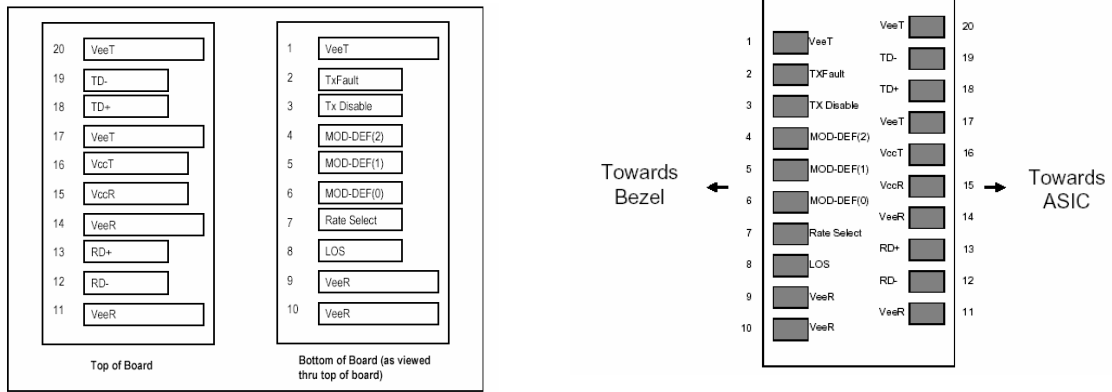 20 VeeT
19 TD-
18 TD+
17 VeeT
16 VccT
15 VccR
14 VeeR
13 RD+
12 RD-
11 VeeR
Top of Board
1 VeeT
2 TxFault
3 Tx Disable
4 MOD-DEF(2)
5 MOD-DEF(1)
6 MOD-DEF(0)
7 Rate Select
8 LOS
9 VeeR
10 VeeR
Bottom of Board (as viewed
thru top of board)
Towards
Bezel
1 VeeT
2 TXFault
3 TX Disable
4 MOD-DEF(2)
5 MOD-DEF(1)
6 MOD-DEF(0)
7 Rate Select
8 LOS
9 VeeR
10 VeeR
VeeT 20
TD- 19
TD+ 18
VeeT 17
VccT 16
VccR 15
VeeR 14
RD+ 13
RD- 12
VeeR 11
Towards
ASIC